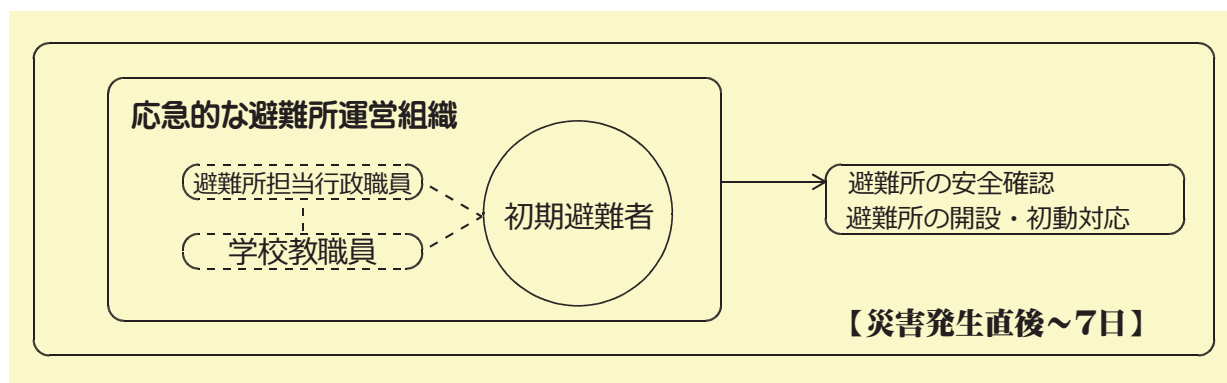 応急的な避難所運営組織
避難所担当行政職員
学校教職員
初期避難者
避難所の安全確認
避難所の開設・初動対応
【災害発生直後～7日】